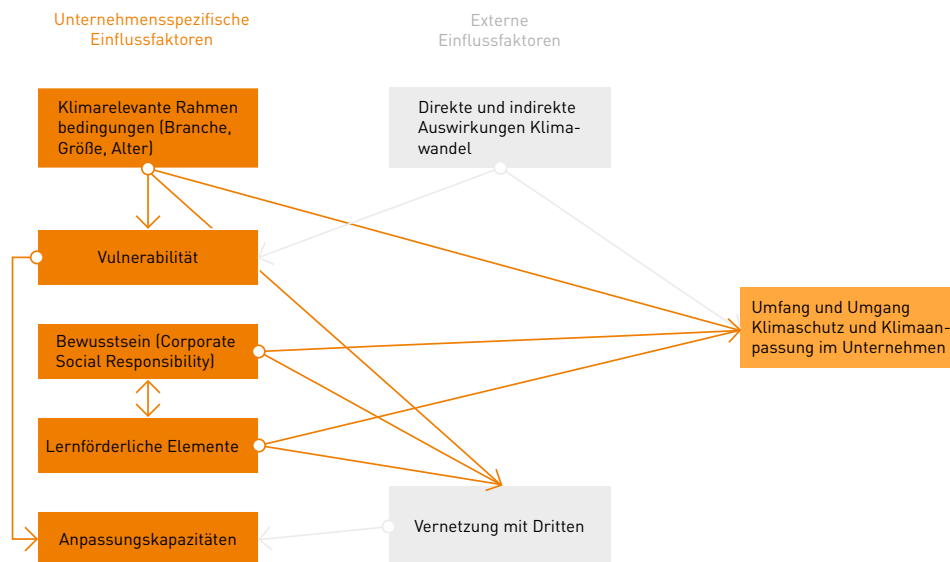 Unternehmensspezifische
Einflussfaktoren
Externe
Einflussfaktoren
Klimarelevante Rahmen
bedingungen (Branche,
Größe, Alter)
Direkte und indirekte
Auswirkungen Klima-
wandel
Vulnerabilität
Bewusstsein (Corporate
Social Responsibility)
Umfang und Umgang
Klimaschutz und Klimaan-
passung im Unternehmen
Lernförderliche Elemente
Vernetzung mit Dritten
Anpassungskapazitäten